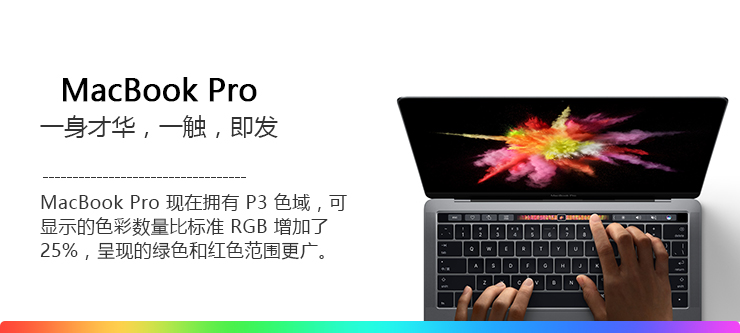 MacBook Pro
一身才华，一触，即发
----------------------------------
MacBook Pro 现在拥有 P3 色域，可
显示的色彩数量比标准 RGB 增加了
25%，呈现的绿色和红色范围更广。